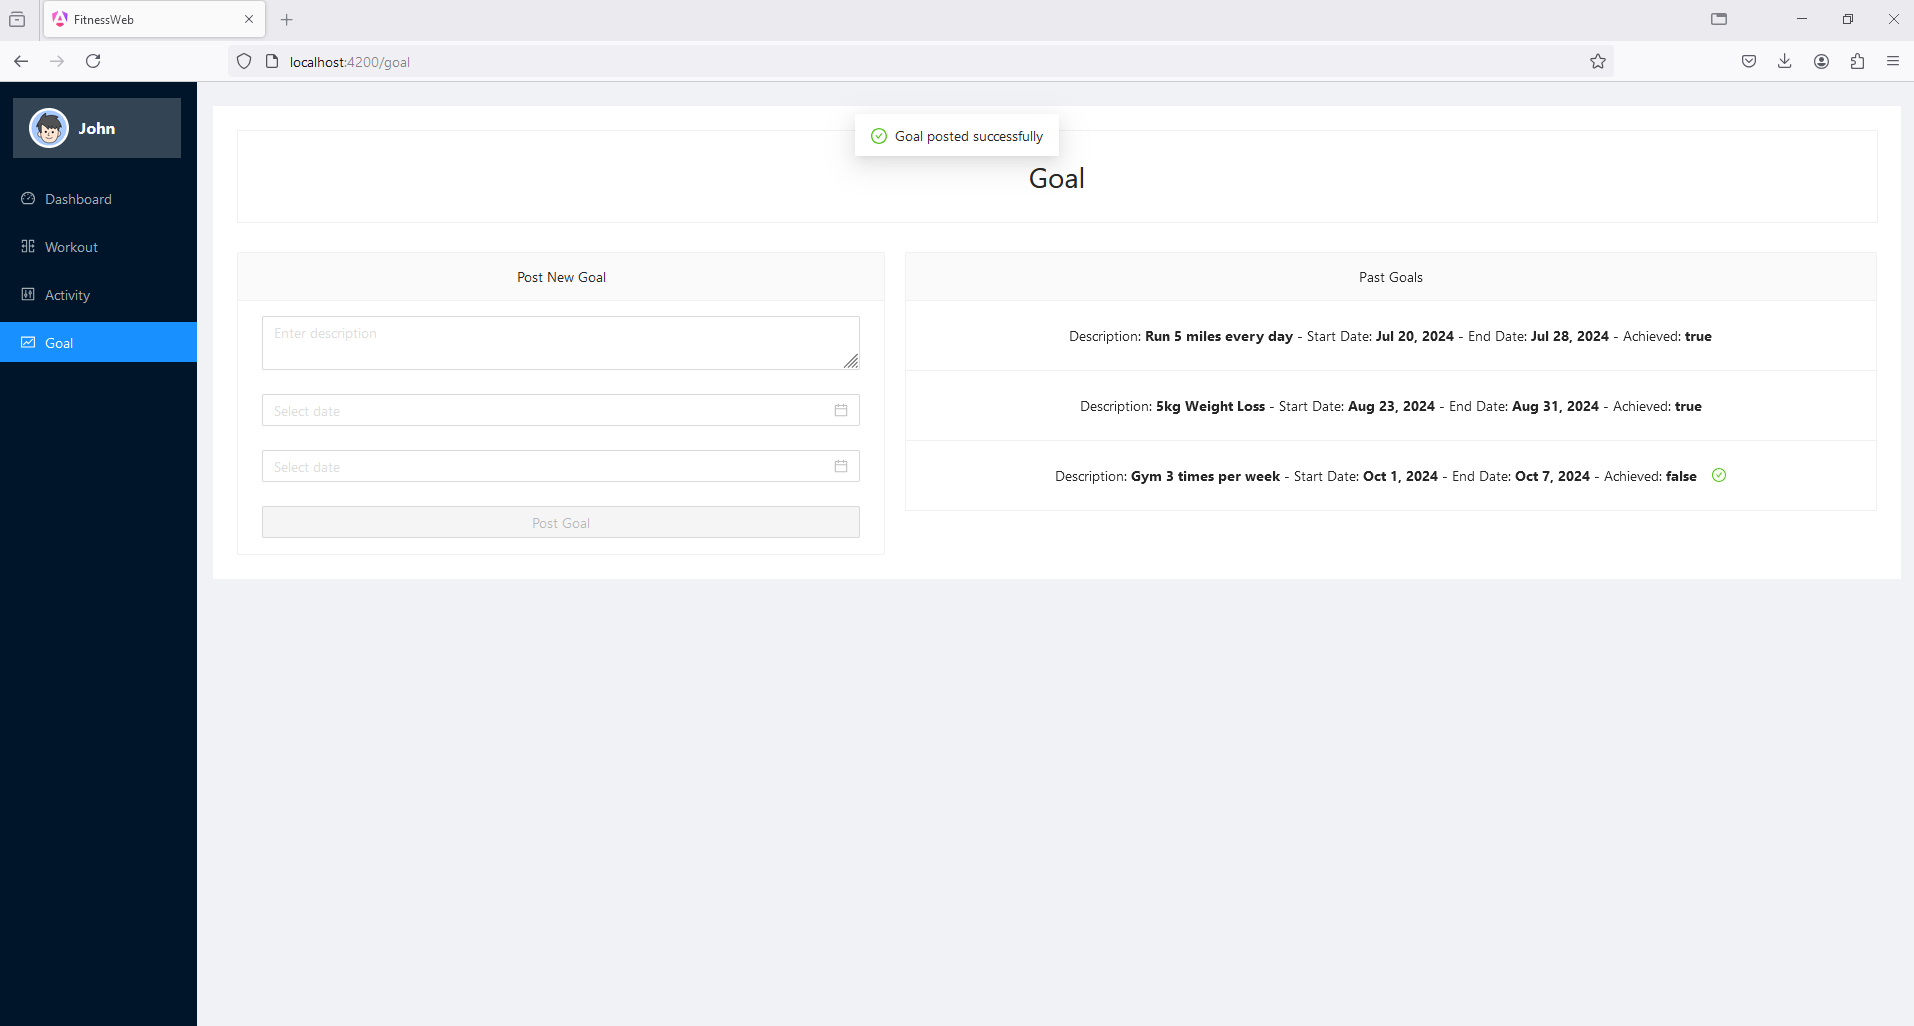 FitnessWeb
localhost:4200/goal
John
Dashboard
Workout
Activity
Goal
Goal posted successfully
Goal
Post New Goal
Enter description
Select date
Select date
Post Goal
Past Goals
Description: Run 5 miles every day - Start Date: Jul 20, 2024 - End Date: Jul 28, 2024 - Achieved: true
Description: 5kg Weight Loss - Start Date: Aug 23, 2024 - End Date: Aug 31, 2024 - Achieved: true
Description: Gym 3 times per week - Start Date: Oct 1, 2024 - End Date: Oct 7, 2024 - Achieved: false